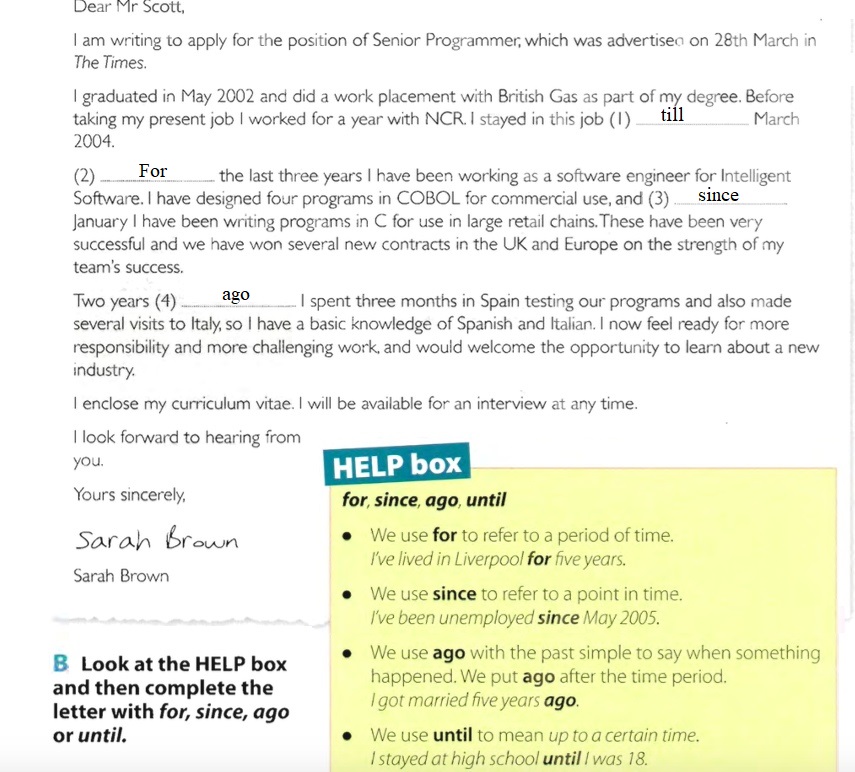 Dear Mr Scott,
I am writing to apply for the position of Senior Programmer, which was advertised on 28th March in
The Times.
I graduated in May 2002 and did a work placement with British Gas as part of my degree. Before
taking my present job I worked for a year with NCR. I stayed in this job (1) till March
2004.
(2) For the last three years I have been working as a software engineer for Intelligent
Software. I have designed four programs in COBOL for commercial use, and (3) since
January I have been writing programs in C for use in large retail chains. These have been very
successful and we have won several new contracts in the UK and Europe on the strength of my
team's success.
Two years (4) ago I spent three months in Spain testing our programs and also made
several visits to Italy, so I have a basic knowledge of Spanish and Italian. I now feel ready for more
responsibility and more challenging work, and would welcome the opportunity to learn about a new
industry.
I enclose my curriculum vitae. I will be available for an interview at any time.
I look forward to hearing from
you.
Yours sincerely,
Sarah Brown
Sarah Brown
B Look at the HELP box
and then complete the
letter with for, since, ago
or until.
HELP box
for, since, ago, until
• We use for to refer to a period of time.
I've lived in Liverpool for five years.
• We use since to refer to a point in time.
I've been unemployed since May 2005.
• We use ago with the past simple to say when something
happened. We put ago after the time period.
I got married five years ago.
• We use until to mean up to a certain time.
I stayed at high school until I was 18.